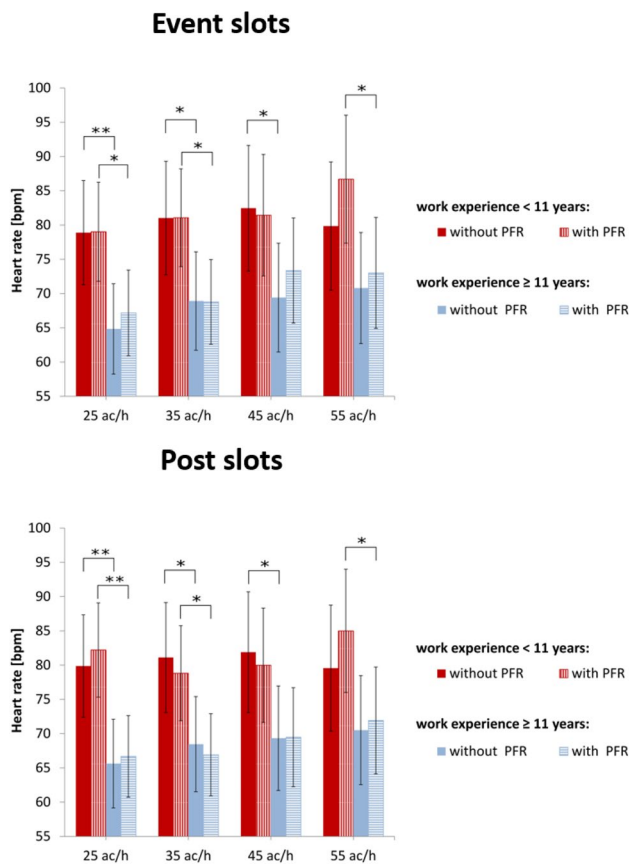 Event slots
100
95
90
85
80
75
70
65
60
55
Heart rate [bpm]
** * * * * *
25 ac/h 35 ac/h 45 ac/h 55 ac/h
work experience < 11 years:
without PFR with PFR
work experience ≥ 11 years:
without PFR with PFR
Post slots
100
95
90
85
80
75
70
65
60
55
Heart rate [bpm]
** ** * * * *
25 ac/h 35 ac/h 45 ac/h 55 ac/h
work experience < 11 years:
without PFR with PFR
work experience ≥ 11 years:
without PFR with PFR